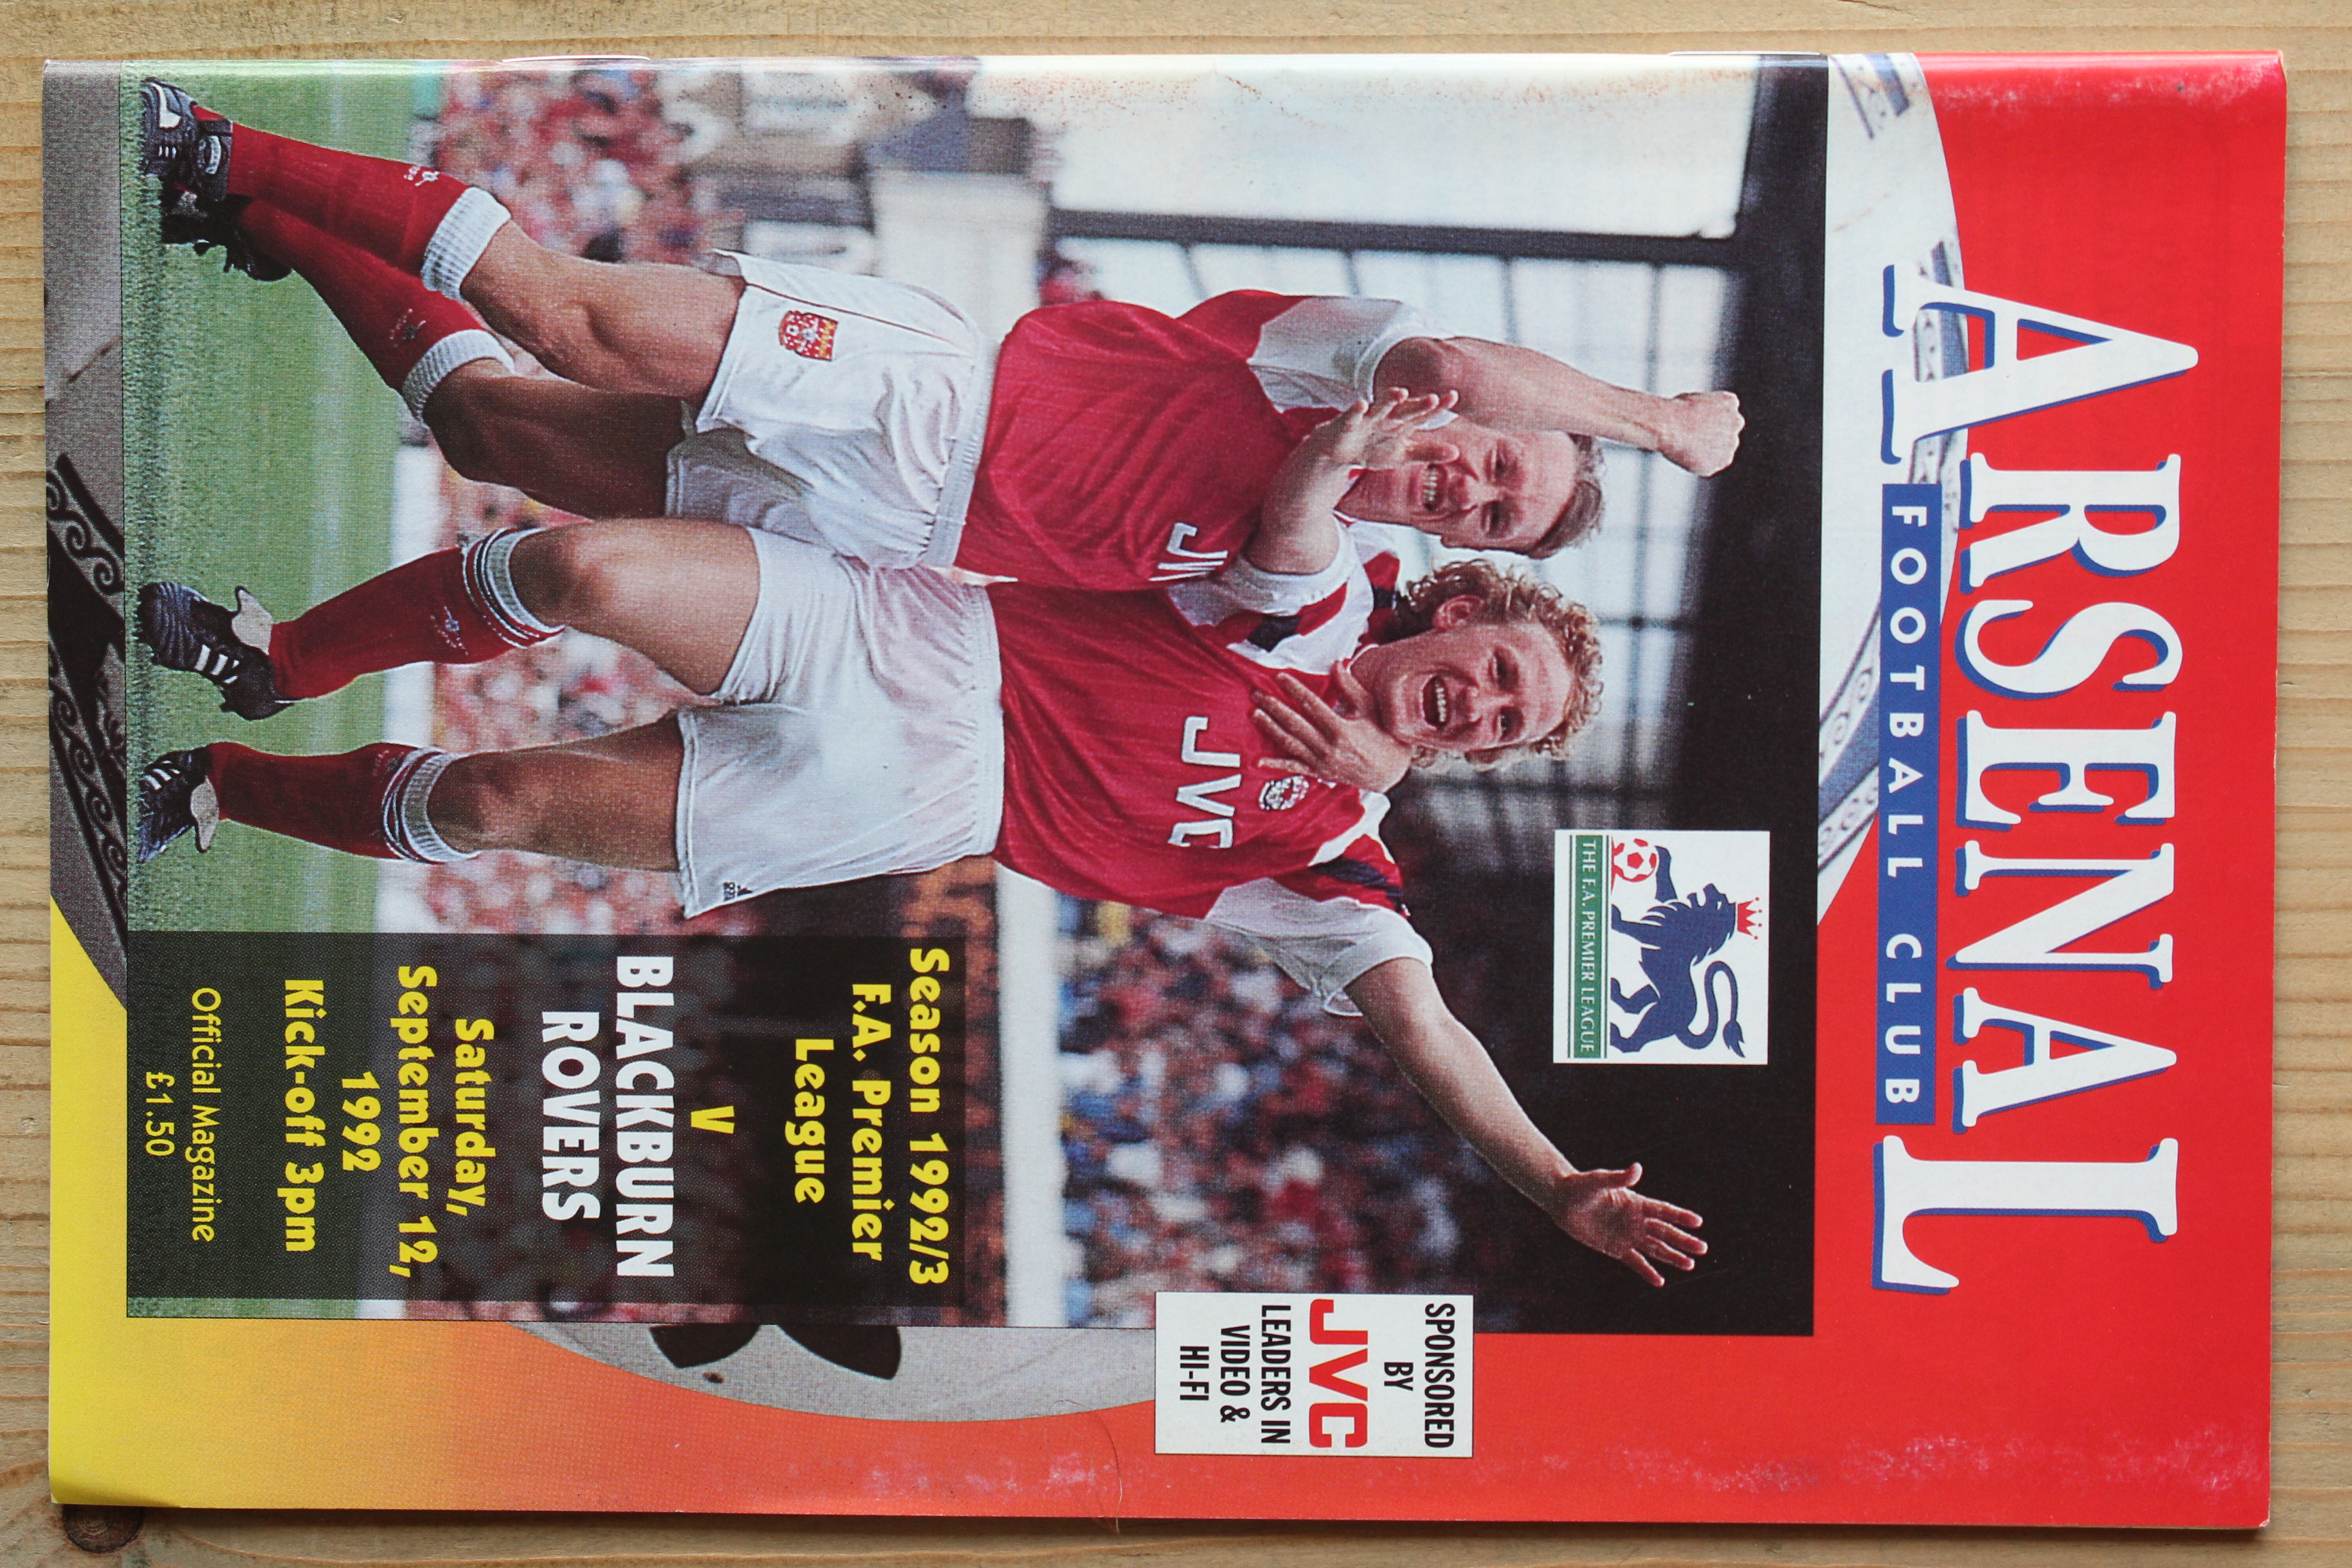 ARSENAL
FOOTBALL CLUB
THE F.A. PREMIER LEAGUE
JVC
JV
SPONSORED
BY
JVC
LEADERS IN
VIDEO &
HI-FI
Season 1992/3
F.A. Premier
League
v
BLACKBURN
ROVERS
Saturday,
September 12,
1992
Kick-off 3pm
Official Magazine
£1.50